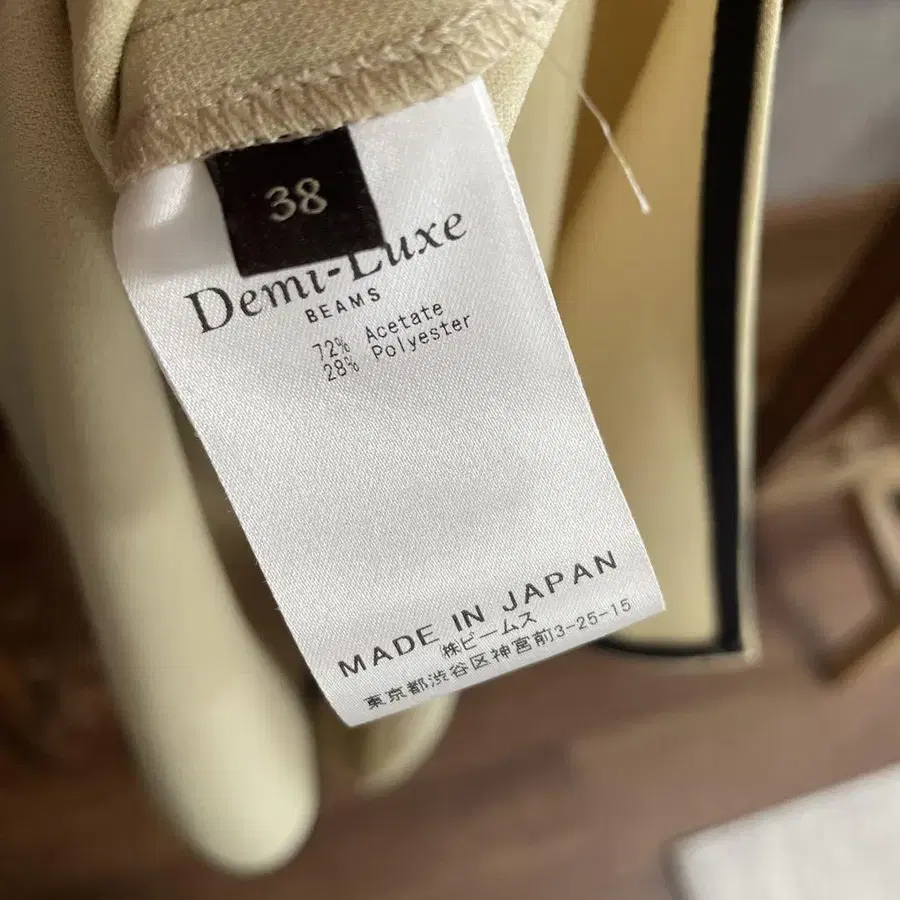 38
Demi-Luxe
BEAMS
72% Acetate
28% Polyester
MADE IN JAPAN
㈱ビームス
東京都渋谷区神宮前3-25-15